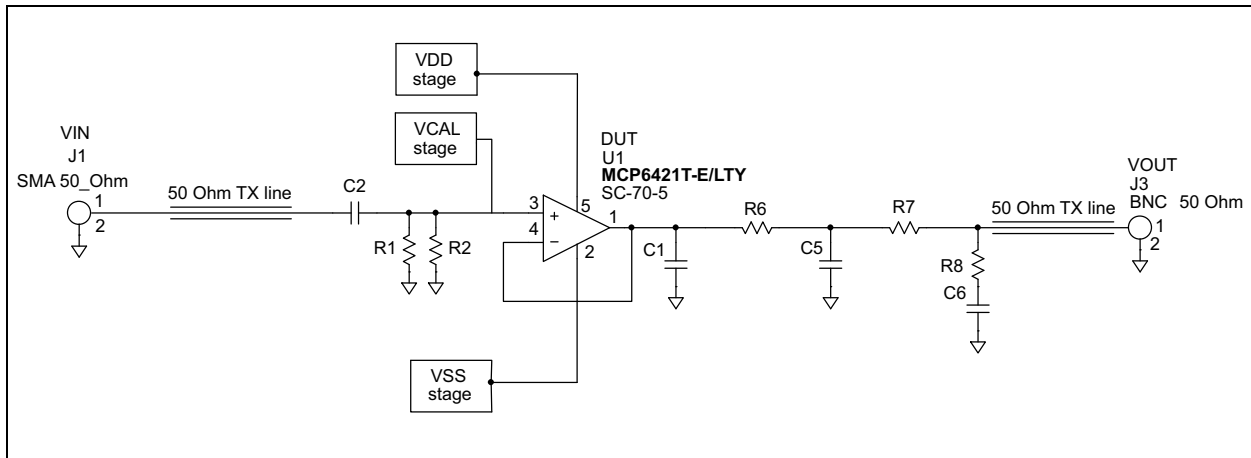 VDD
stage
VCAL
stage
VIN
J1
SMA 50_Ohm
1
2
50 Ohm TX line
C2
R1
R2
DUT
U1
MCP6421T-E/LTY
SC-70-5
3
+
4
−
5
1
2
C1
R6
C5
R7
R8
C6
50 Ohm TX line
VOUT
J3
BNC 50 Ohm
1
2
VSS
stage